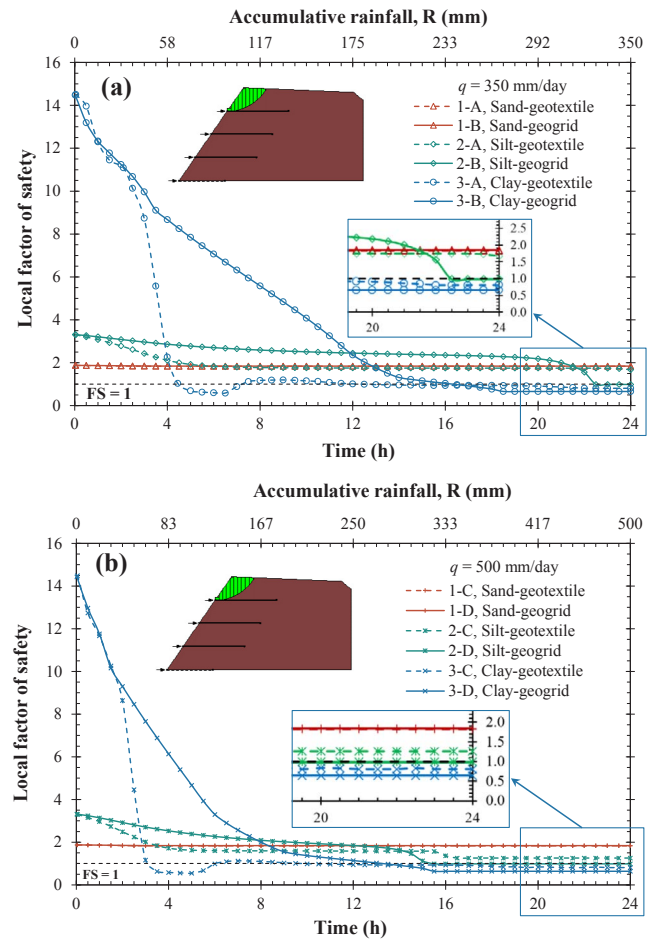 Accumulative rainfall, R (mm)
0 58 117 175 233 292 350
(a)
q = 350 mm/day
1-A, Sand-geotextile
1-B, Sand-geogrid
2-A, Silt-geotextile
2-B, Silt-geogrid
3-A, Clay-geotextile
3-B, Clay-geogrid
Local factor of safety
16
14
12
10
8
6
4
2
0
2.5
2.0
1.5
1.0
0.5
0.0
20 24
FS = 1
0 4 8 12 16 20 24
Time (h)
Accumulative rainfall, R (mm)
0 83 167 250 333 417 500
(b)
q = 500 mm/day
1-C, Sand-geotextile
1-D, Sand-geogrid
2-C, Silt-geotextile
2-D, Silt-geogrid
3-C, Clay-geotextile
3-D, Clay-geogrid
Local factor of safety
16
14
12
10
8
6
4
2
0
2.0
1.5
1.0
0.5
0.0
20 24
FS = 1
0 4 8 12 16 20 24
Time (h)